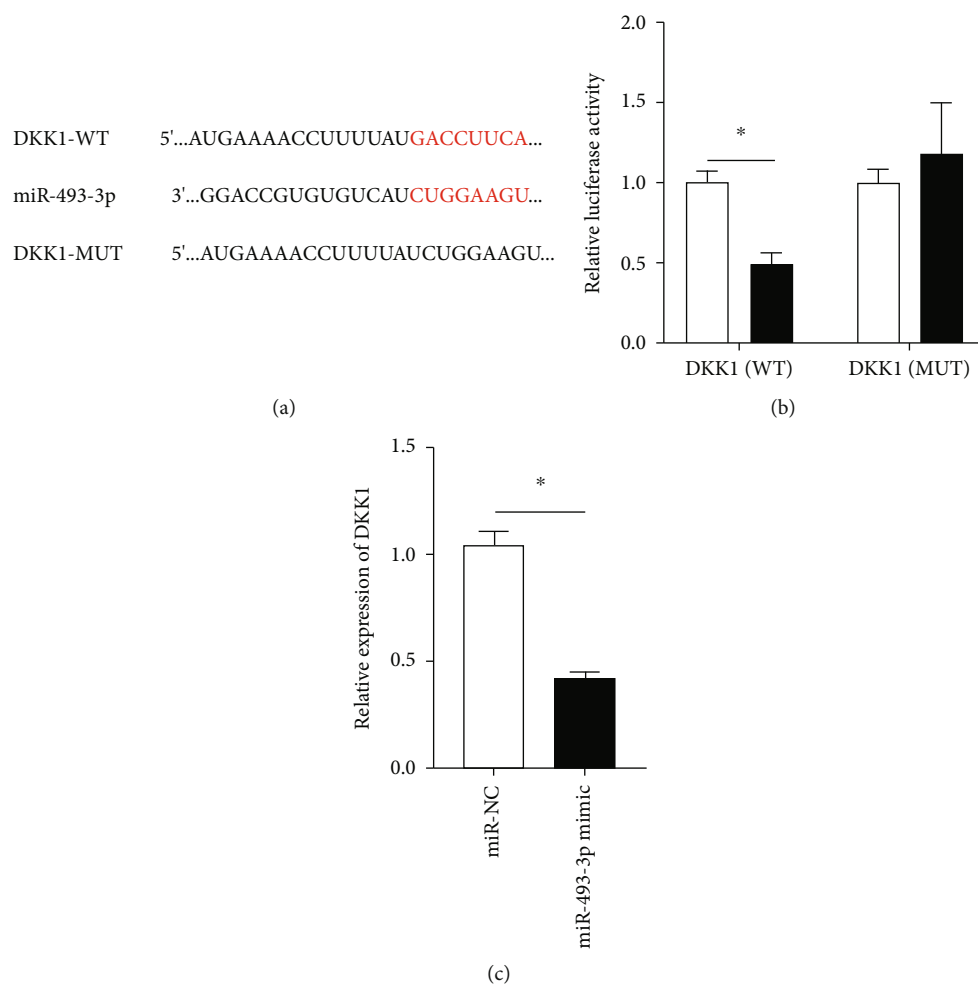 DKK1-WT 5'...AUGAAAACCUUUUAUGACCUUCA...
miR-493-3p 3'...GGACCGUGUGUCAUCUGGAAGU...
DKK1-MUT 5'...AUGAAAACCUUUUAUCUGGAAGU...
(a)
Relative luciferase activity
2.0
1.5
1.0
0.5
0.0
*
DKK1 (WT) DKK1 (MUT)
(b)
Relative expression of DKK1
1.5
1.0
0.5
0.0
*
miR-NC
miR-493-3p mimic
(c)